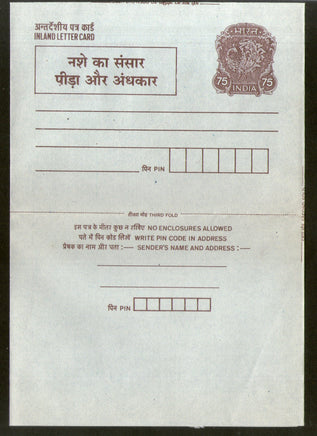 अन्तर्देशीय पत्र कार्ड
INLAND LETTER CARD
नशे का संसार
पीड़ा और अंधकार
भारत
75 75
INDIA
पिन PIN
तीसरा मोड़ THIRD FOLD
इस पत्र के भीतर कुछ न रखिए NO ENCLOSURES ALLOWED
पते में पिन कोड लिखें WRITE PIN CODE IN ADDRESS
प्रेषक का नाम और पता :— SENDER'S NAME AND ADDRESS :—
पिन PIN